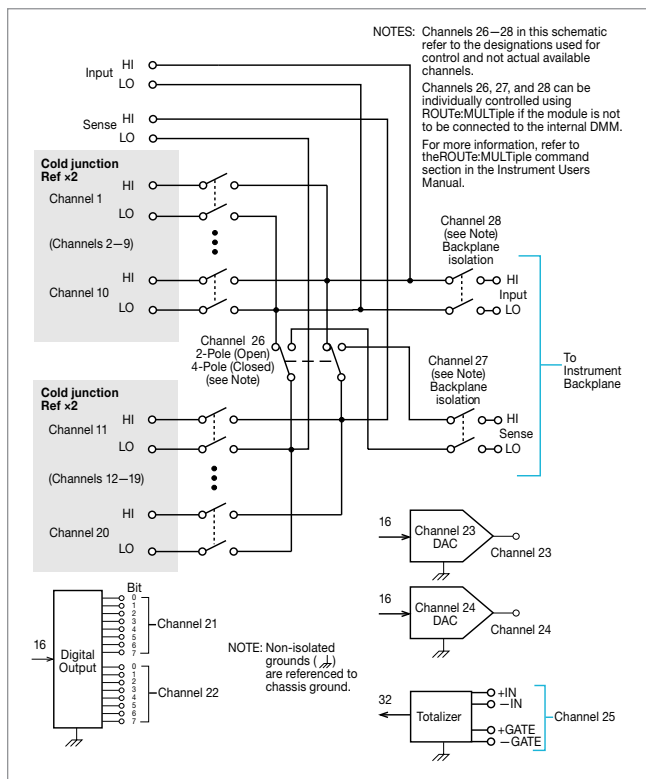 NOTES: Channels 26—28 in this schematic
refer to the designations used for
control and not actual available
channels.
Channels 26, 27, and 28 can be
individually controlled using
ROUTe:MULTiple if the module is not
to be connected to the internal DMM.
For more information, refer to
theROUTe:MULTiple command
section in the Instrument Users
Manual.
Input
HI
LO
Sense
HI
LO
Cold junction
Ref ×2
Channel 1
HI
LO
(Channels 2—9)
Channel 10
HI
LO
Channel 28
(see Note)
Backplane
isolation
HI
Input
LO
Channel 26
2-Pole (Open)
4-Pole (Closed)
(see Note)
Channel 27
(see Note)
Backplane
isolation
HI
Sense
LO
To
Instrument
Backplane
Cold junction
Ref ×2
Channel 11
HI
LO
(Channels 12—19)
Channel 20
HI
LO
16
Channel 23
DAC
Channel 23
16
Channel 24
DAC
Channel 24
Bit
16
Digital
Output
0
1
2
3
4
5
6
7
Channel 21
0
1
2
3
4
5
6
7
Channel 22
NOTE: Non-isolated
grounds ( )
are referenced to
chassis ground.
32
Totalizer
+IN
—IN
+GATE
—GATE
Channel 25